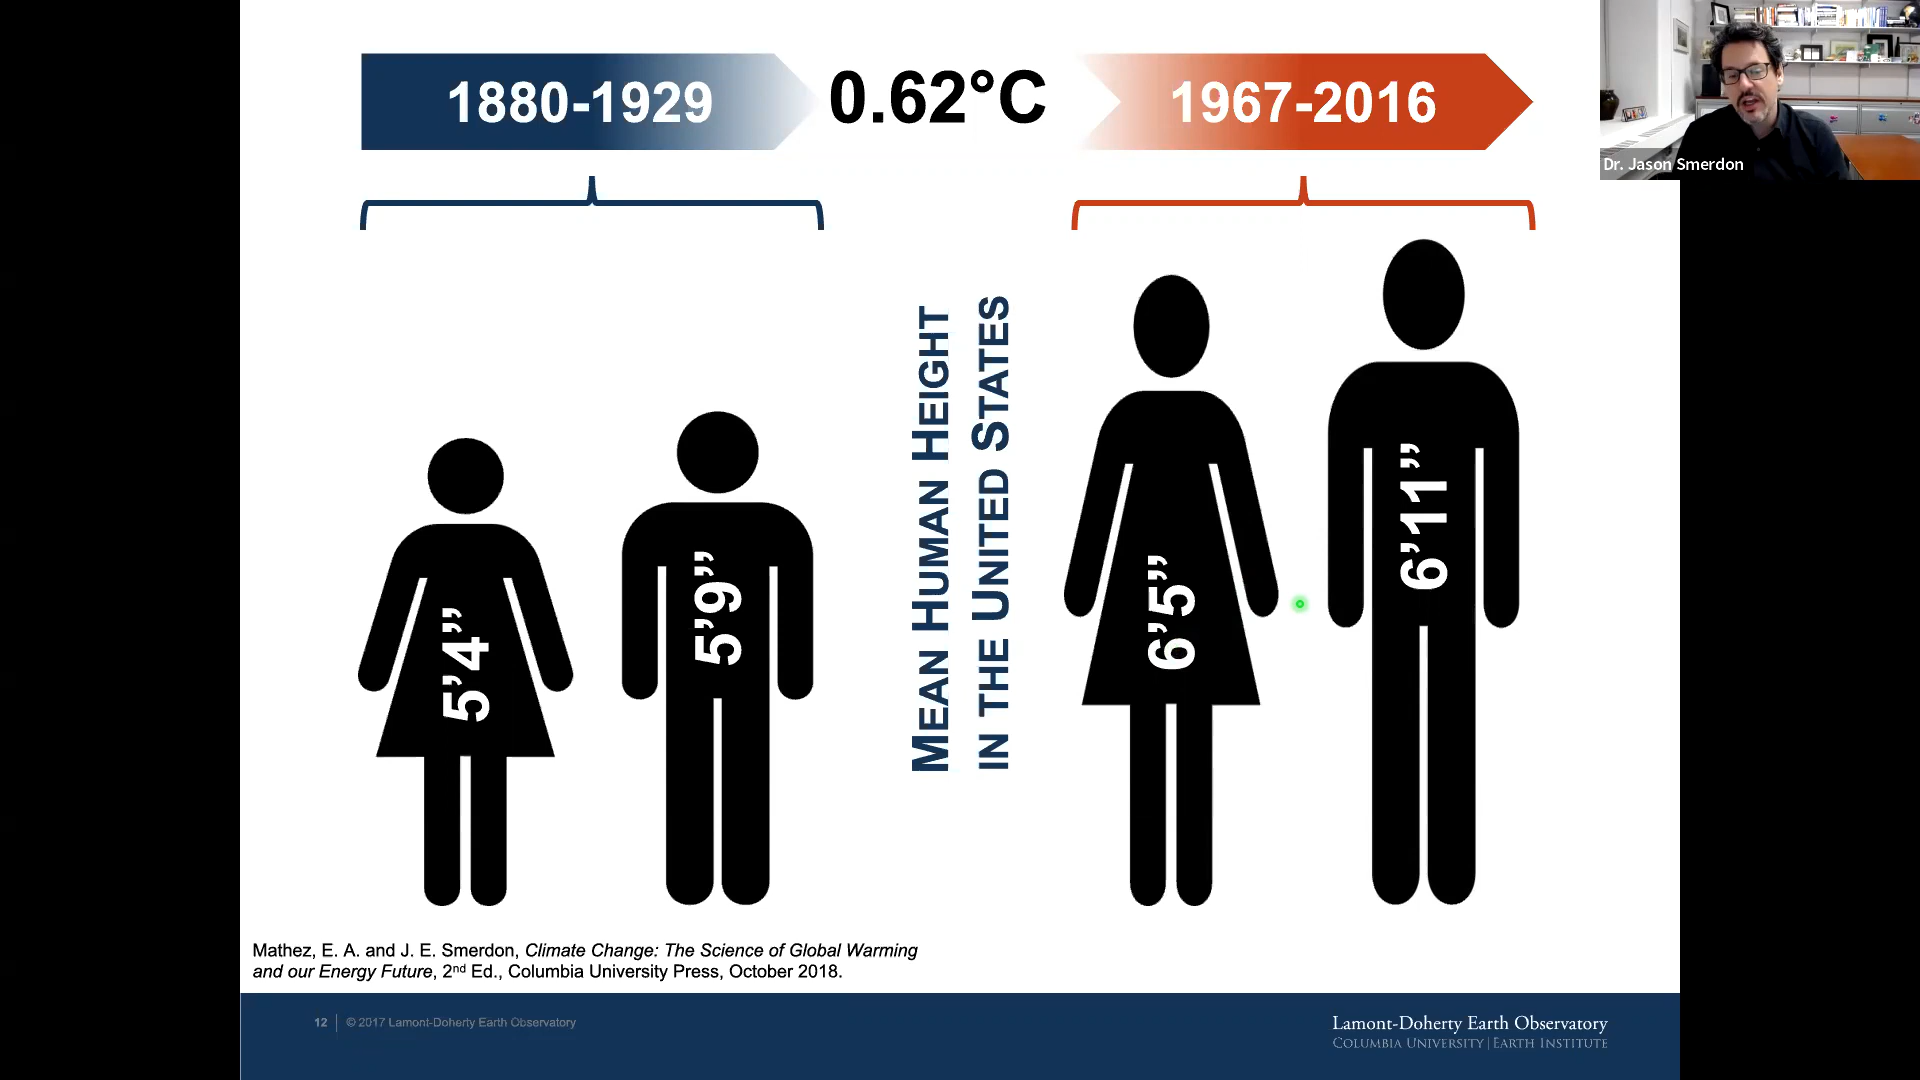 1880-1929
0.62°C
1967-2016
Dr. Jason Smerdon
5’4”
5’9”
MEAN HUMAN HEIGHT
IN THE UNITED STATES
6’5”
6’11”
Mathez, E. A. and J. E. Smerdon, Climate Change: The Science of Global Warming
and our Energy Future, 2nd Ed., Columbia University Press, October 2018.
12 | © 2017 Lamont-Doherty Earth Observatory
Lamont-Doherty Earth Observatory
COLUMBIA UNIVERSITY | EARTH INSTITUTE